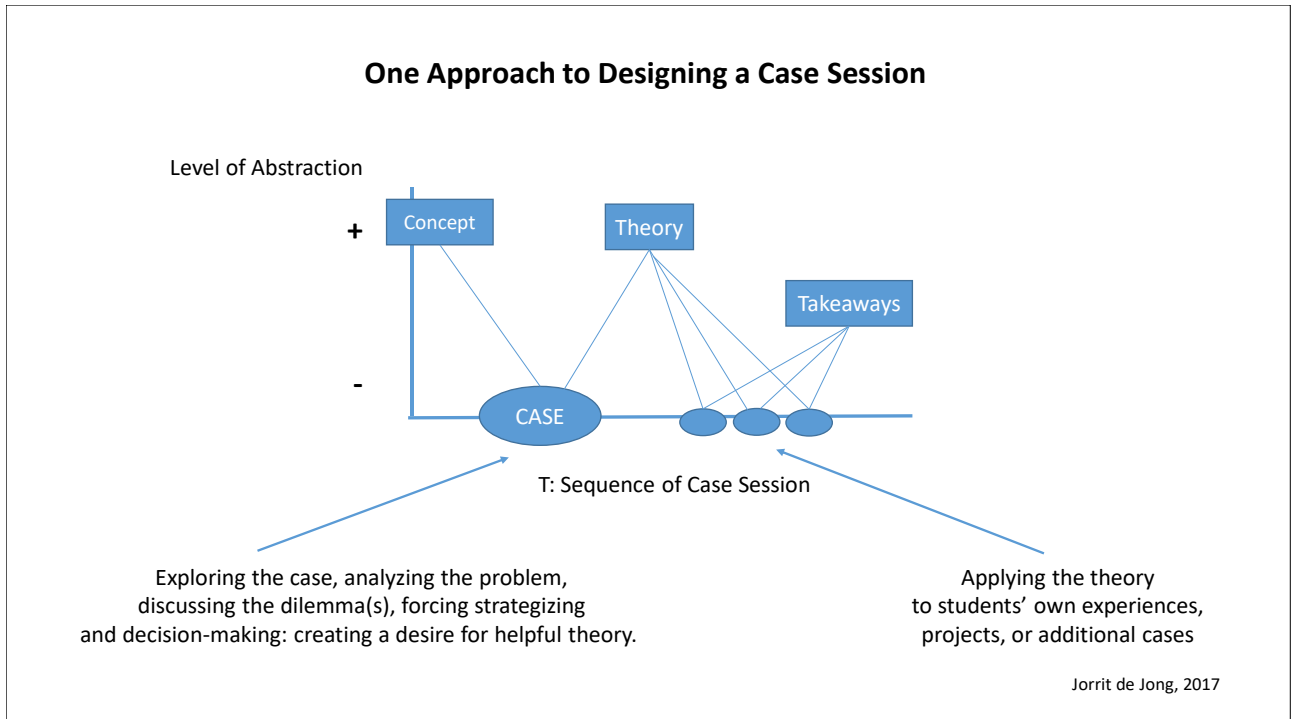 One Approach to Designing a Case Session
Level of Abstraction
+
Concept
Theory
Takeaways
-
CASE
T: Sequence of Case Session
Exploring the case, analyzing the problem,
discussing the dilemma(s), forcing strategizing
and decision-making: creating a desire for helpful theory.
Applying the theory
to students’ own experiences,
projects, or additional cases
Jorrit de Jong, 2017